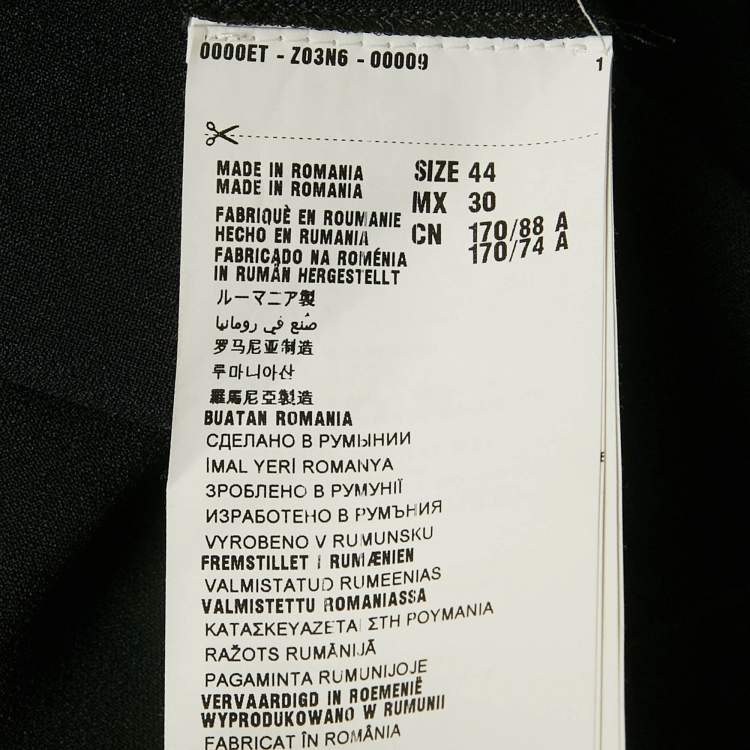 0000ET - Z03N6 - 00009
1
MADE IN ROMANIA
MADE IN ROMANIA
FABRIQUÈ EN ROUMANIE
HECHO EN RUMANIA
FABRICADO NA ROMÉNIA
IN RUMÅN HERGESTELLT
SIZE 44
MX 30
CN 170/88 A
170/74 A
ルーマニア製
صنع في رومانيا
罗马尼亚制造
루마니아산
羅馬尼亞製造
BUATAN ROMANIA
СДЕЛАНО В РУМЫНИИ
İMAL YERİ ROMANYA
ЗРОБЛЕНО В РУМУНІЇ
ИЗРАБОТЕНО В РУМЪНИЯ
VYROBENO V RUMUNSKU
FREMSTILLET I RUMÆNIEN
VALMISTATUD RUMEENIAS
VALMISTETTU ROMANIASSA
ΚΑΤΑΣΚΕΥΑΖΕΤΑΙ ΣΤΗ ΡΟΥΜΑΝΙΑ
RAŽOTS RUMĀNIJĀ
PAGAMINTA RUMUNIJOJE
VERVAARDIGD IN ROEMENIË
WYPRODUKOWANO W RUMUNII
FABRICAT ÎN ROMÂNIA